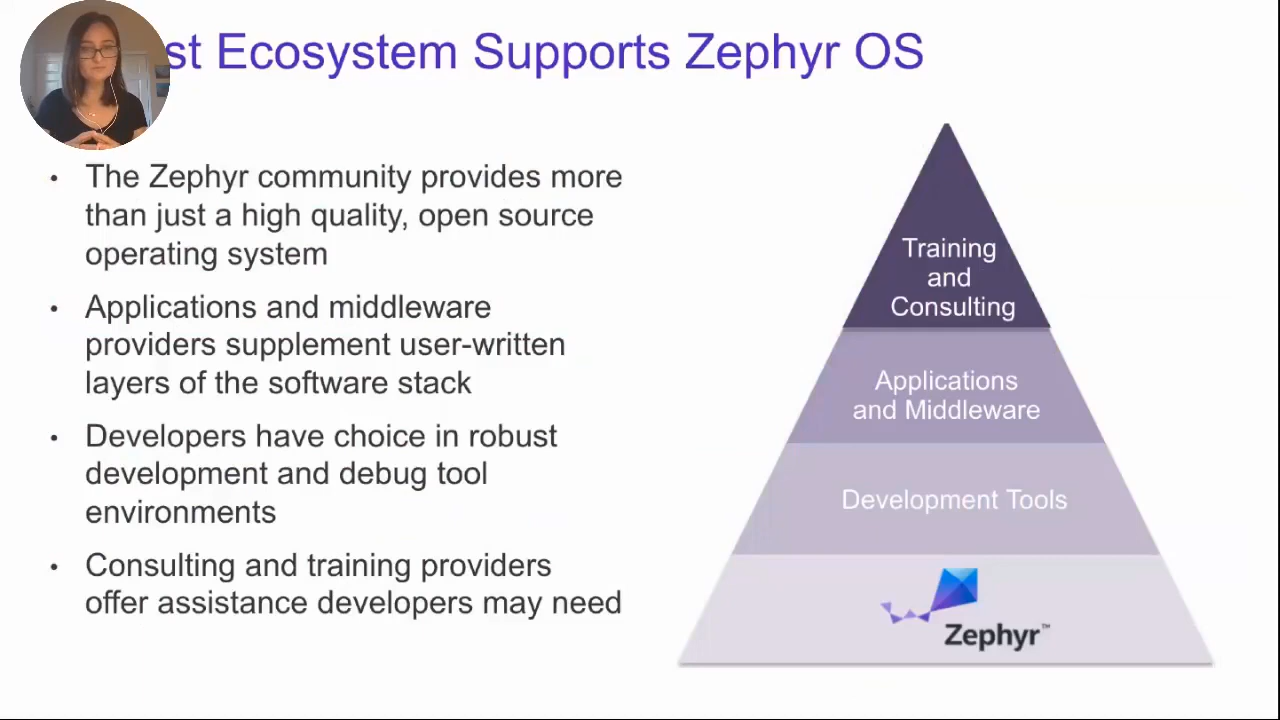 st Ecosystem Supports Zephyr OS
• The Zephyr community provides more
than just a high quality, open source
operating system
• Applications and middleware
providers supplement user-written
layers of the software stack
• Developers have choice in robust
development and debug tool
environments
• Consulting and training providers
offer assistance developers may need
Training
and
Consulting
Applications
and Middleware
Development Tools
Zephyr™